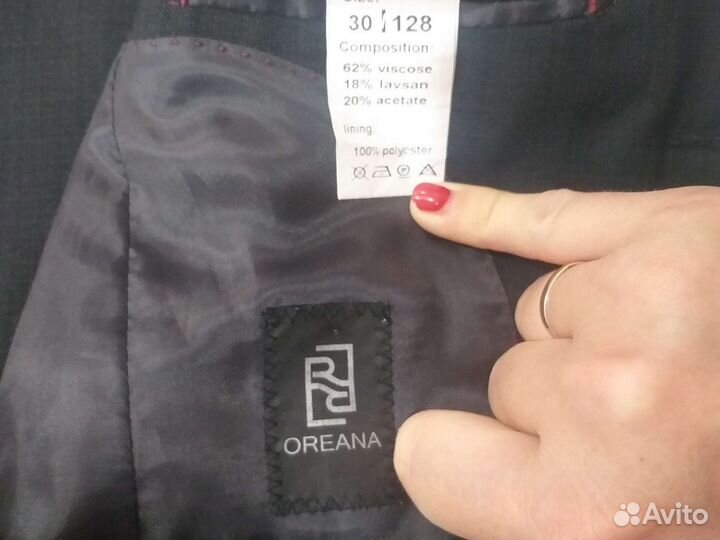 30 / 128
Composition:
62% viscose
18% lavsan
20% acetate
lining
100% polyester
OREANA
Avito